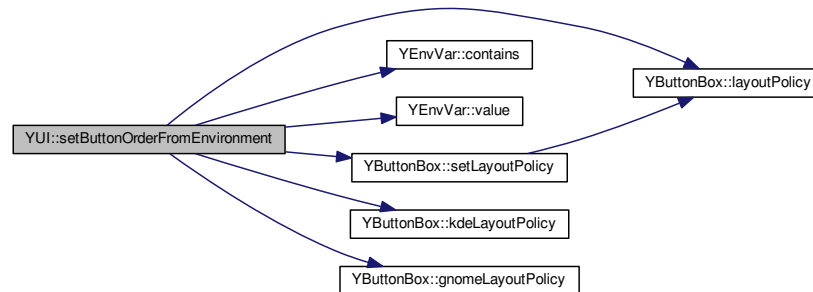 YEnvVar::contains
YButtonBox::layoutPolicy
YEnvVar::value
YUI::setButtonOrderFromEnvironment
YButtonBox::setLayoutPolicy
YButtonBox::kdeLayoutPolicy
YButtonBox::gnomeLayoutPolicy